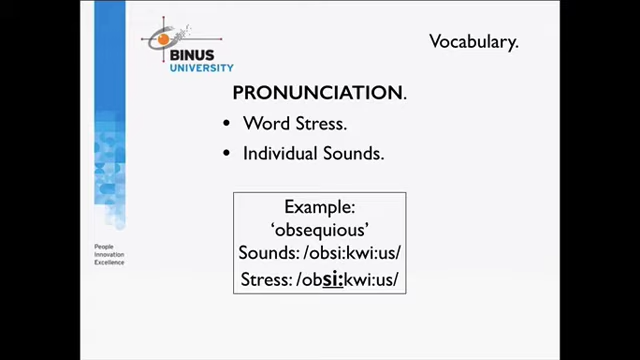 BINUS
UNIVERSITY
Vocabulary.
PRONUNCIATION.
• Word Stress.
• Individual Sounds.
Example:
‘obsequious’
Sounds: /obsi:kwi:us/
Stress: /obsi:kwi:us/
People
Innovation
Excellence